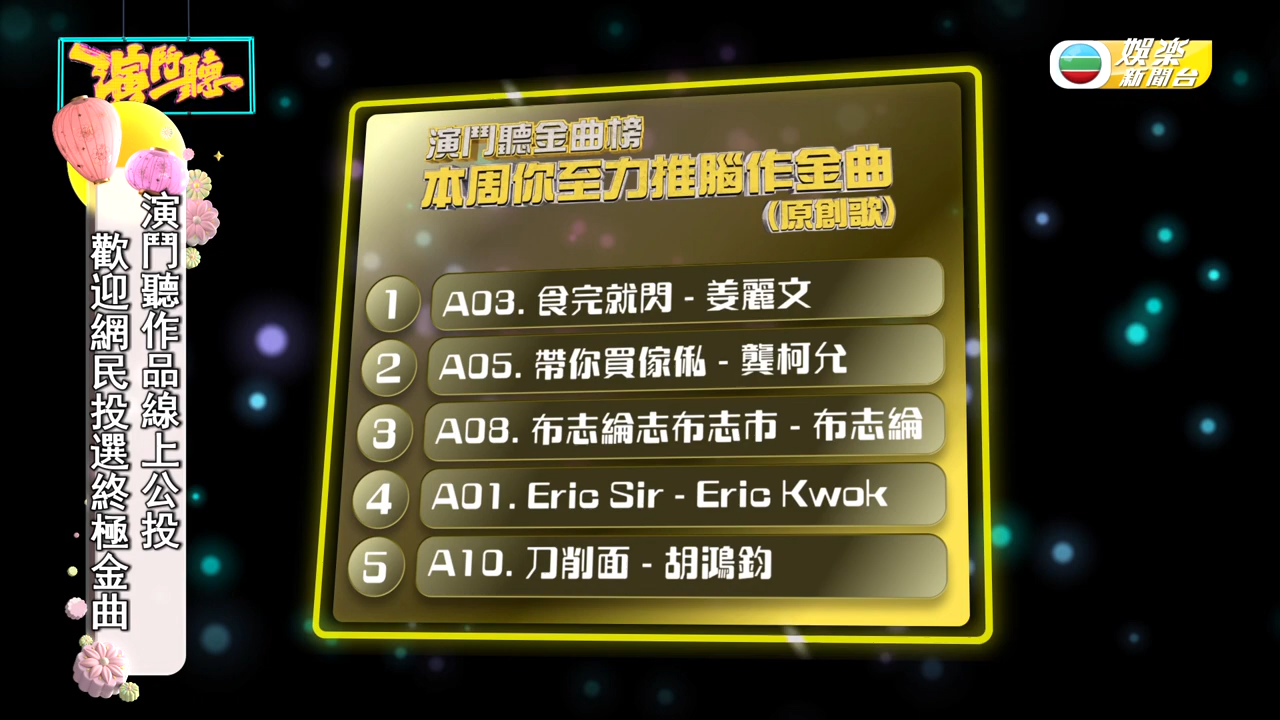 演鬥聽
娛樂
新聞台
演鬥聽作品線上公投
歡迎網民投選終極金曲
演鬥聽金曲榜
本周你至力推腦作金曲
(原創歌)
1 A03. 食完就閃 - 姜麗文
2 A05. 帶你買傢俬 - 龔柯允
3 A08. 布志綸志布志市 - 布志綸
4 A01. Eric Sir - Eric Kwok
5 A10. 刀削面 - 胡鴻鈞